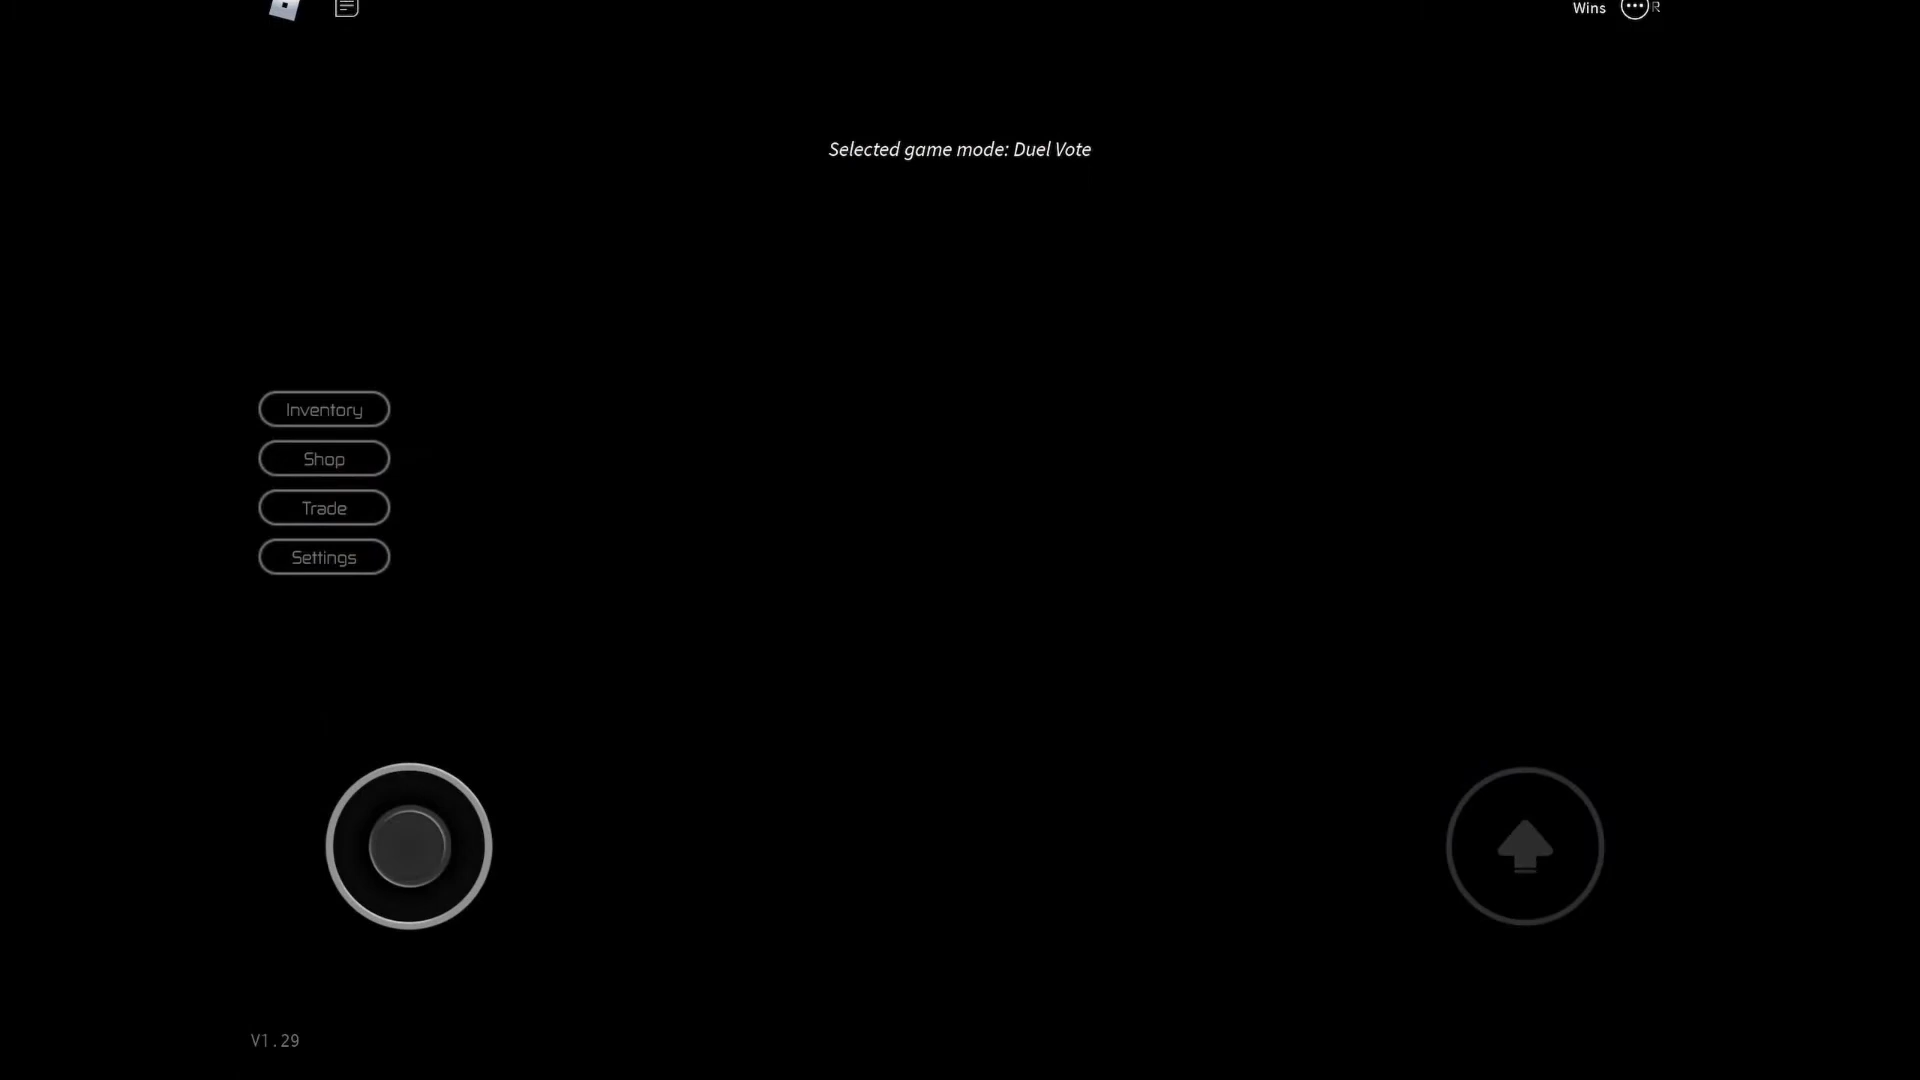 Wins
R
Selected game mode: Duel Vote
Inventory
Shop
Trade
Settings
V1.29